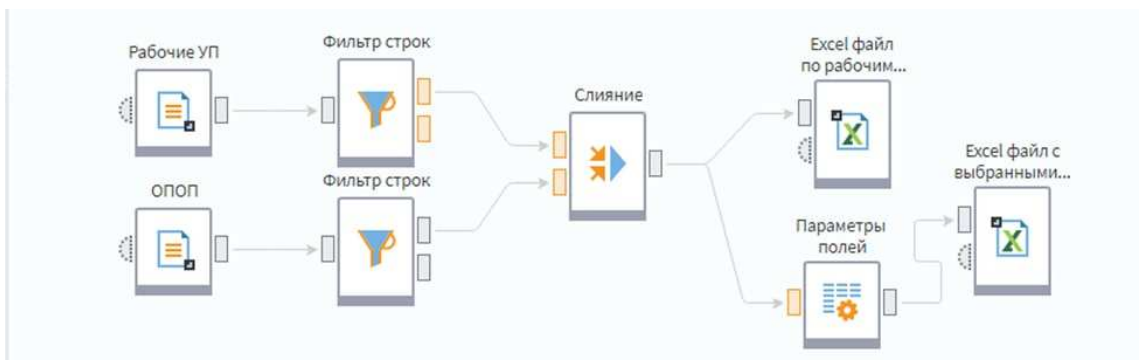 Рабочие УП
Фильтр строк
Excel файл
по рабочим...
Слияние
ОПОП
Фильтр строк
Excel файл с
выбранными...
Параметры
полей